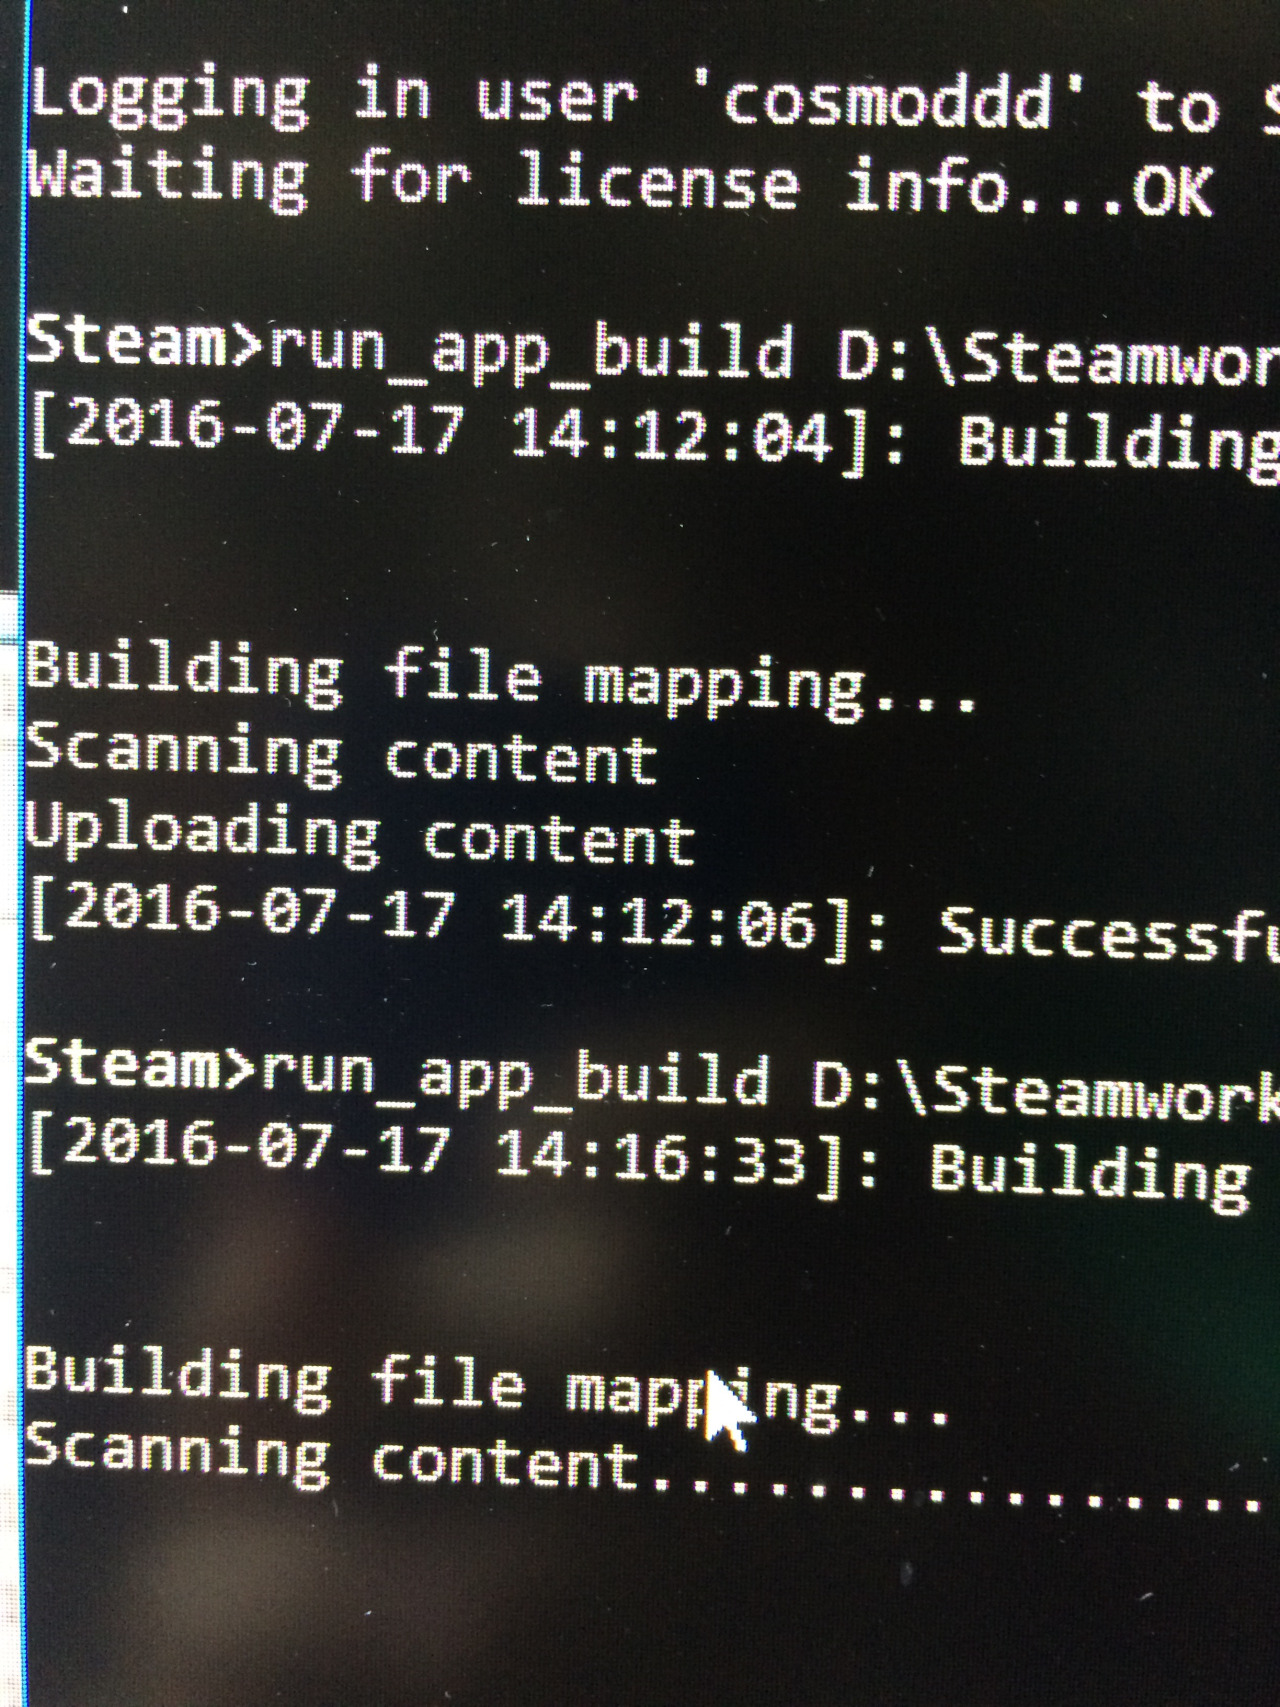 Logging in user 'cosmoddd' to
Waiting for license info...OK
Steam>run_app_build D:\Steamwor
[2016-07-17 14:12:04]: Building
Building file mapping...
Scanning content
Uploading content
[2016-07-17 14:12:06]: Successfu
Steam>run_app_build D:\Steamwork
[2016-07-17 14:16:33]: Building
Building file mapping...
Scanning content................